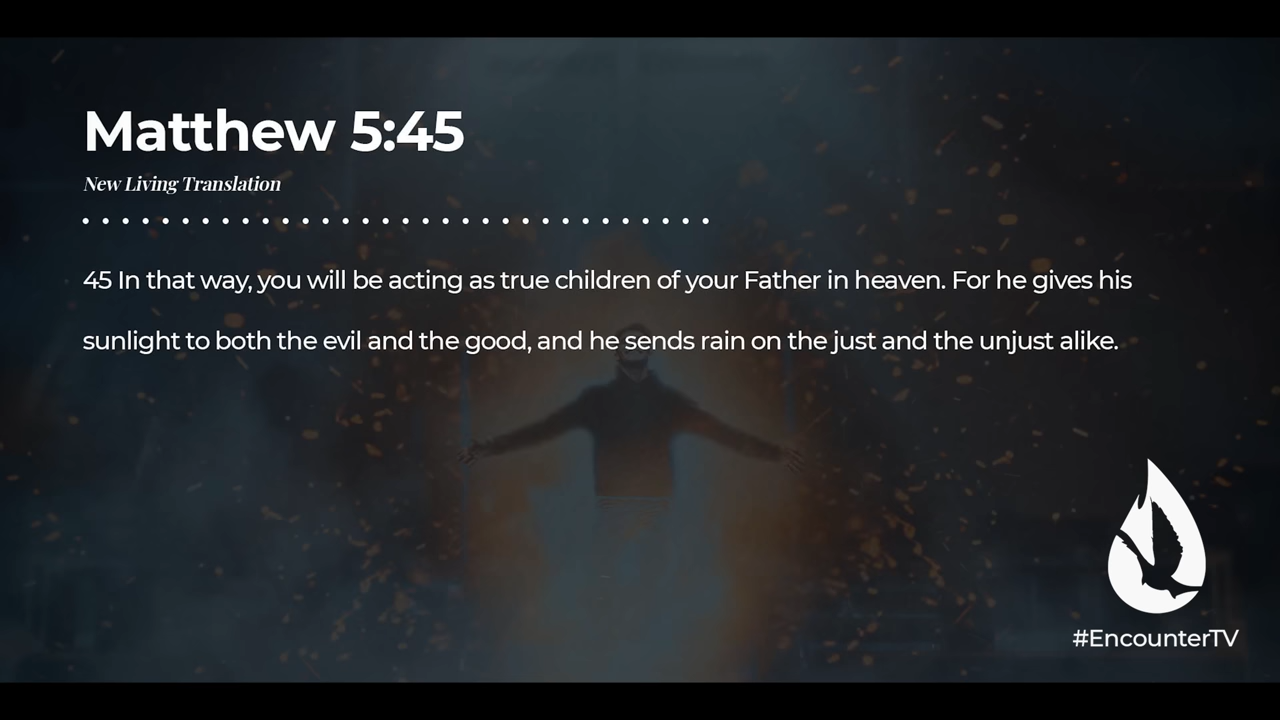 Matthew 5:45
New Living Translation
45 In that way, you will be acting as true children of your Father in heaven. For he gives his
sunlight to both the evil and the good, and he sends rain on the just and the unjust alike.
#EncounterTV